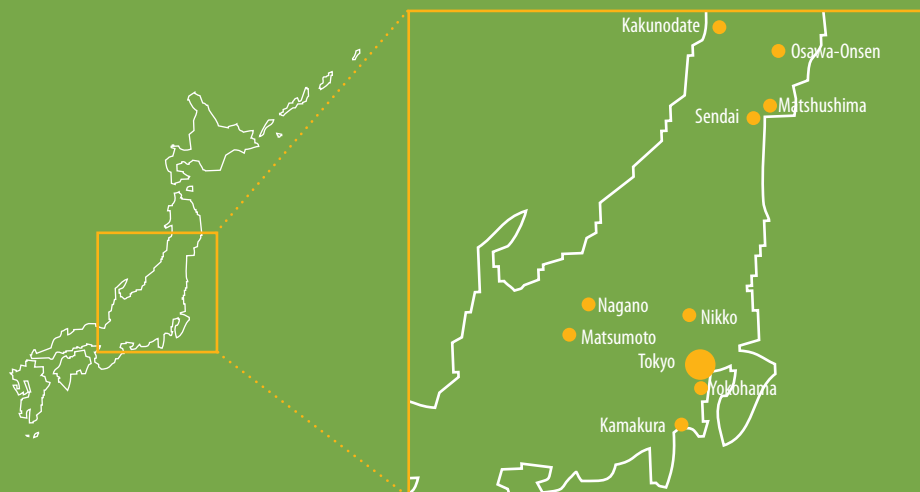 Kakunodate
Osawa-Onsen
Matshushima
Sendai
Nagano
Nikko
Matsumoto
Tokyo
Yokohama
Kamakura